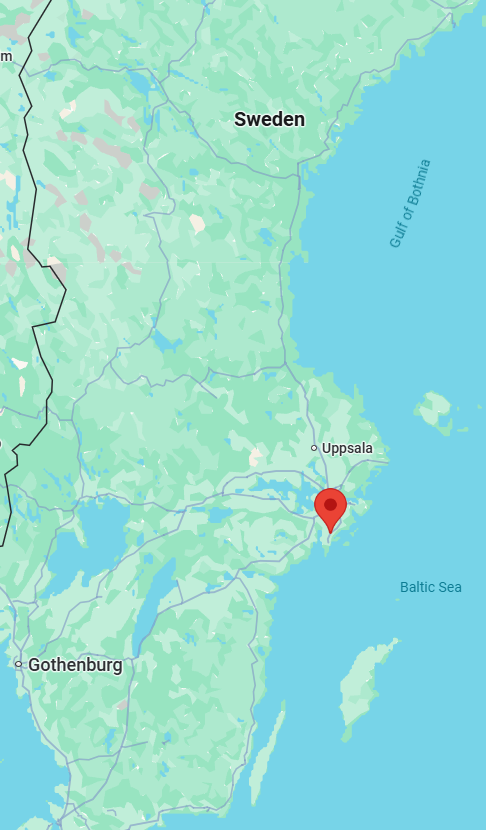 m
Sweden
Gulf of Bothnia
Uppsala
Baltic Sea
Gothenburg